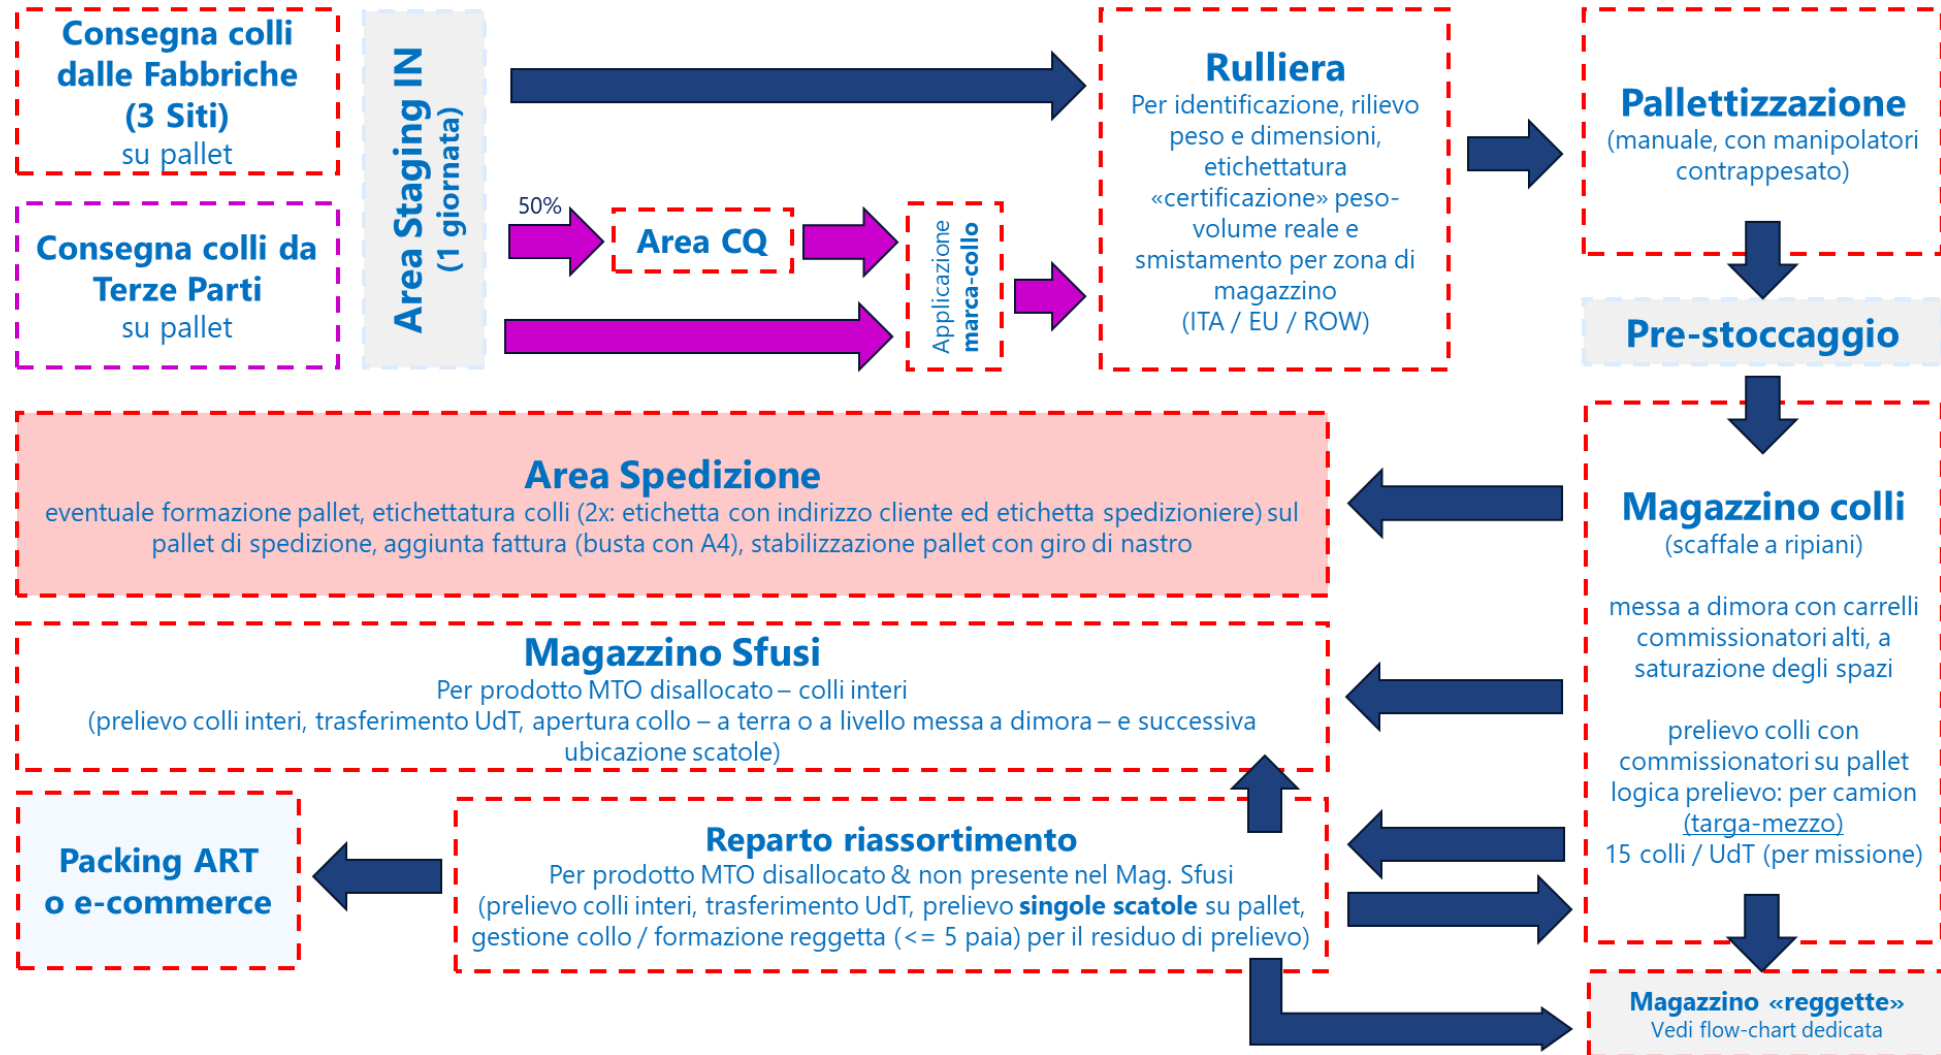 Consegna colli
dalle Fabbriche
(3 Siti)
su pallet
Consegna colli da
Terze Parti
su pallet
Area Staging IN
(1 giornata)
50%
Area CQ
Applicazione
marca-collo
Rulliera
Per identificazione, rilievo
peso e dimensioni,
etichettatura
«certificazione» peso-
volume reale e
smistamento per zona di
magazzino
(ITA / EU / ROW)
Pallettizzazione
(manuale, con manipolatori
contrappesato)
Pre-stoccaggio
Area Spedizione
eventuale formazione pallet, etichettatura colli (2x: etichetta con indirizzo cliente ed etichetta spedizioniere) sul
pallet di spedizione, aggiunta fattura (busta con A4), stabilizzazione pallet con giro di nastro
Magazzino colli
(scaffale a ripiani)
messa a dimora con carrelli
commissionatori alti, a
saturazione degli spazi
prelievo colli con
commissionatori su pallet
logica prelievo: per camion
(targa-mezzo)
15 colli / UdT (per missione)
Magazzino Sfusi
Per prodotto MTO disallocato – colli interi
(prelievo colli interi, trasferimento UdT, apertura collo – a terra o a livello messa a dimora – e successiva
ubicazione scatole)
Packing ART
o e-commerce
Reparto riassortimento
Per prodotto MTO disallocato & non presente nel Mag. Sfusi
(prelievo colli interi, trasferimento UdT, prelievo singole scatole su pallet,
gestione collo / formazione reggetta (<= 5 paia) per il residuo di prelievo)
Magazzino «reggette»
Vedi flow-chart dedicata